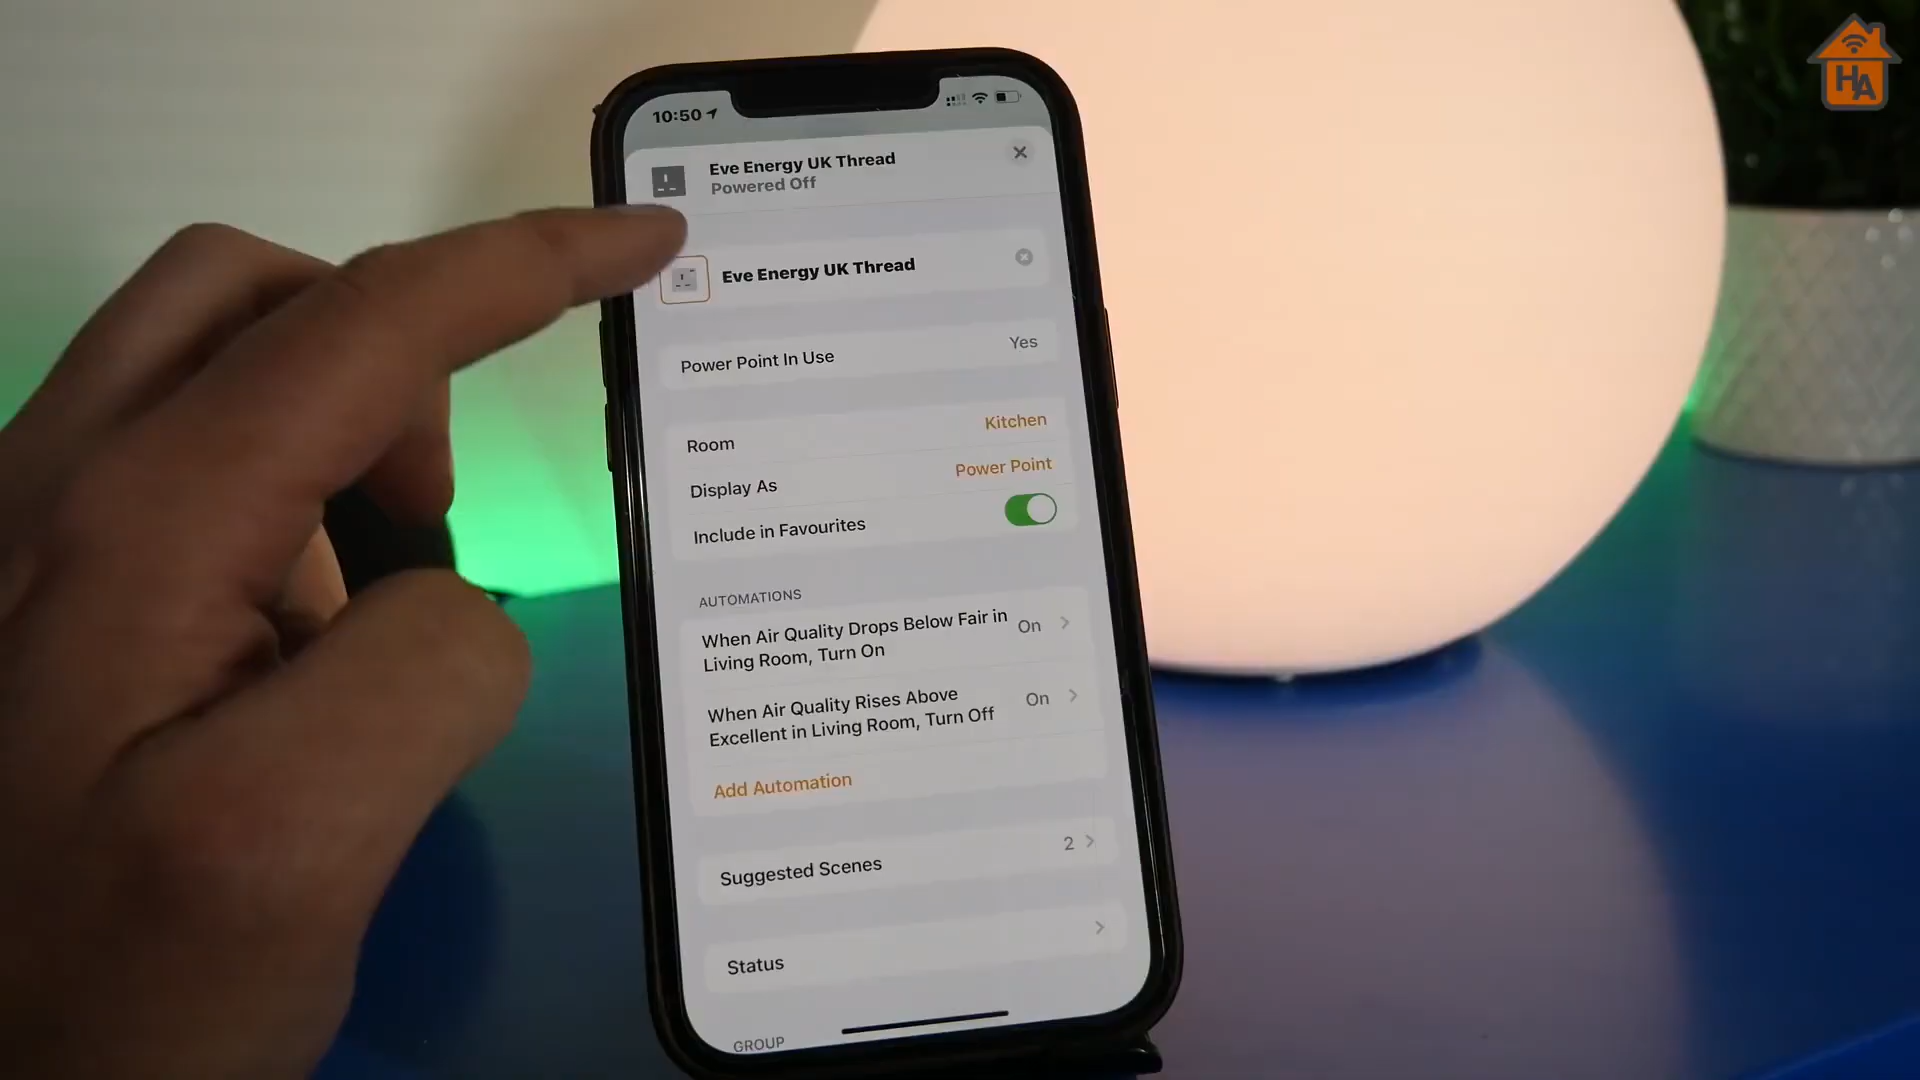 HA
10:50
Eve Energy UK Thread
Powered Off
Eve Energy UK Thread
Power Point In Use
Yes
Room
Kitchen
Display As
Power Point
Include in Favourites
AUTOMATIONS
When Air Quality Drops Below Fair in
Living Room, Turn On
On
When Air Quality Rises Above
Excellent in Living Room, Turn Off
On
Add Automation
Suggested Scenes
2
Status
GROUP